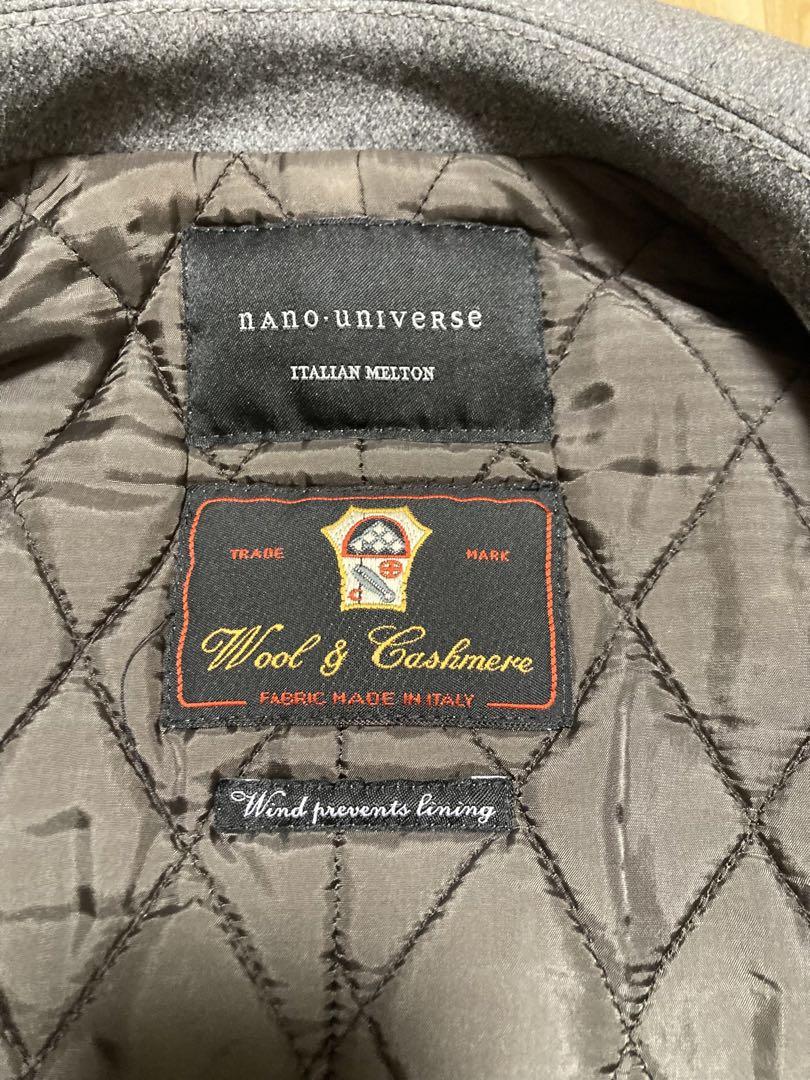 nAno·universe
ITALIAN MELTON
TRADE MARK
Wool & Cashmere
FABRIC MADE IN ITALY
Wind prevents lining